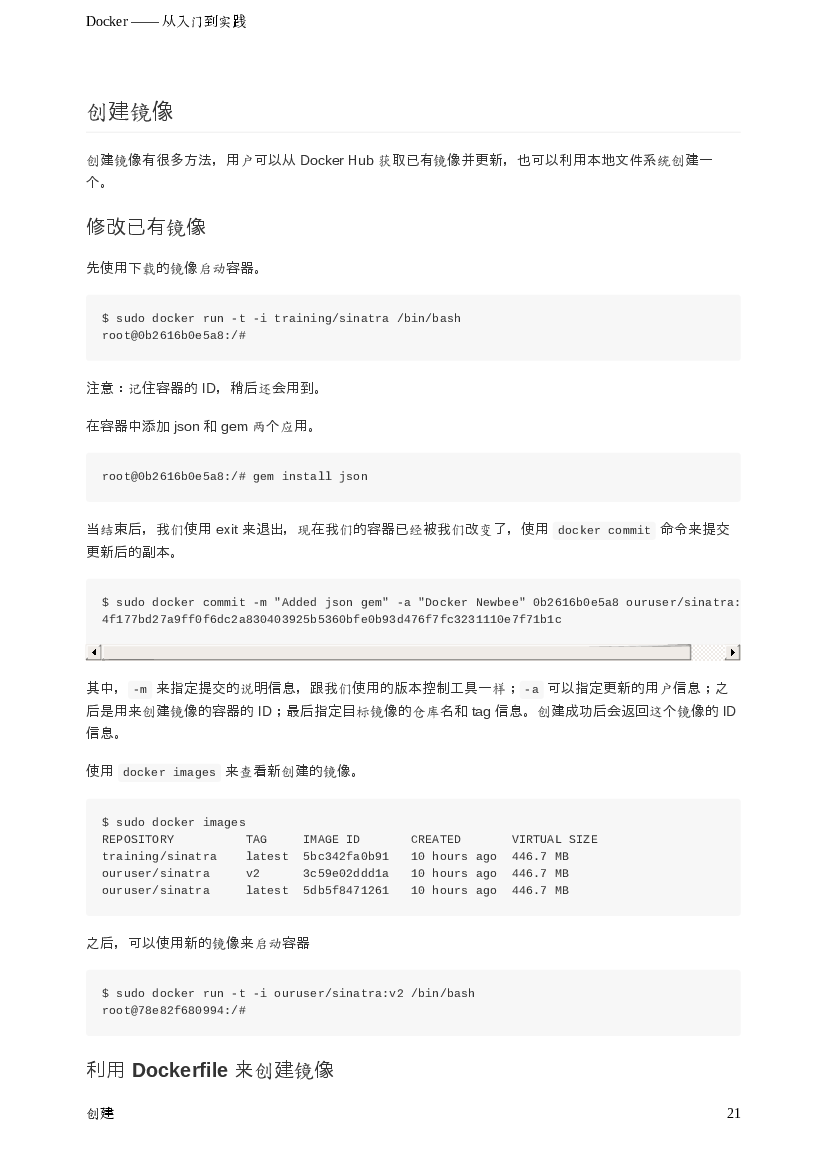 Docker —— 从入门到实践
创建镜像
创建镜像有很多方法，用户可以从 Docker Hub 获取已有镜像并更新，也可以利用本地文件系统创建一
个。
修改已有镜像
先使用下载的镜像启动容器。
$ sudo docker run -t -i training/sinatra /bin/bash
root@0b2616b0e5a8:/#
注意：记住容器的 ID，稍后还会用到。
在容器中添加 json 和 gem 两个应用。
root@0b2616b0e5a8:/# gem install json
当结束后，我们使用 exit 来退出，现在我们的容器已经被我们改变了，使用 docker commit 命令来提交
更新后的副本。
$ sudo docker commit -m "Added json gem" -a "Docker Newbee" 0b2616b0e5a8 ouruser/sinatra:
4f177bd27a9ff0f6dc2a830403925b5360bfe0b93d476f7fc3231110e7f71b1c
其中， -m 来指定提交的说明信息，跟我们使用的版本控制工具一样；-a 可以指定更新的用户信息；之
后是用来创建镜像的容器的 ID；最后指定目标镜像的仓库名和 tag 信息。创建成功后会返回这个镜像的 ID
信息。
使用 docker images 来查看新创建的镜像。
$ sudo docker images
REPOSITORY          TAG     IMAGE ID       CREATED       VIRTUAL SIZE
training/sinatra    latest  5bc342fa0b91   10 hours ago  446.7 MB
ouruser/sinatra     v2      3c59e02ddd1a   10 hours ago  446.7 MB
ouruser/sinatra     latest  5db5f8471261   10 hours ago  446.7 MB
之后，可以使用新的镜像来启动容器
$ sudo docker run -t -i ouruser/sinatra:v2 /bin/bash
root@78e82f680994:/#
利用 Dockerfile 来创建镜像
创建 21